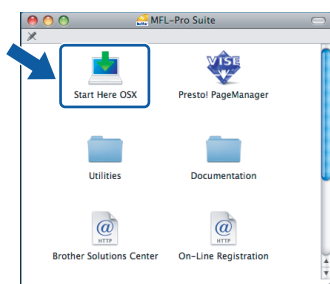 MFL-Pro Suite
Start Here OSX
VISE
Presto! PageManager
Utilities
Documentation
@
HTTP
@
HTTP
Brother Solutions Center
On-Line Registration